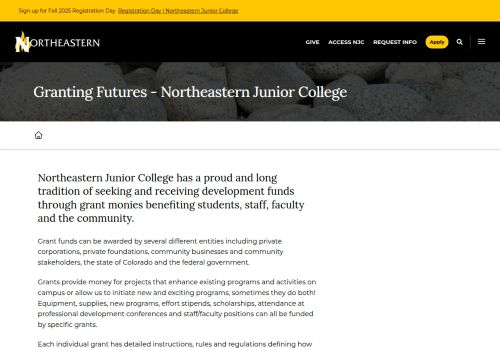 Sign up for Fall 2025 Registration Day Registration Day | Northeastern Junior College
NORTHEASTERN
GIVE ACCESS NJC REQUEST INFO Apply
Granting Futures - Northeastern Junior College
Northeastern Junior College has a proud and long
tradition of seeking and receiving development funds
through grant monies benefiting students, staff, faculty
and the community.
Grant funds can be awarded by several different entities including private
corporations, private foundations, community businesses and community
stakeholders, the state of Colorado and the federal government.
Grants provide money for projects that enhance existing programs and activities on
campus or allow us to initiate new and exciting programs, sometimes they do both!
Equipment, supplies, new programs, effort stipends, scholarships, attendance at
professional development conferences and staff/faculty positions can all be funded
by specific grants.
Each individual grant has detailed instructions, rules and regulations defining how